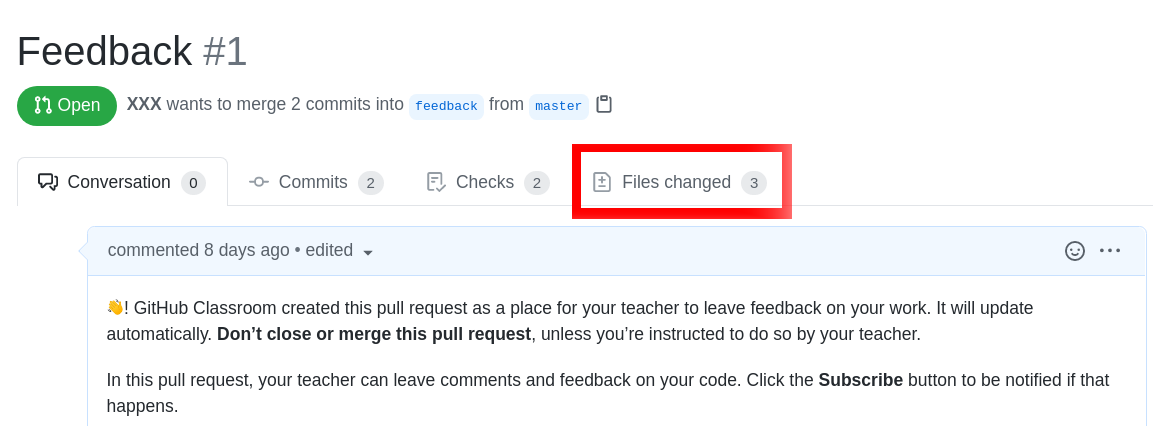 Feedback #1
Open XXX wants to merge 2 commits into feedback from master
Conversation 0 Commits 2 Checks 2 Files changed 3
commented 8 days ago • edited
👋! GitHub Classroom created this pull request as a place for your teacher to leave feedback on your work. It will update
automatically. Don’t close or merge this pull request, unless you’re instructed to do so by your teacher.
In this pull request, your teacher can leave comments and feedback on your code. Click the Subscribe button to be notified if that
happens.